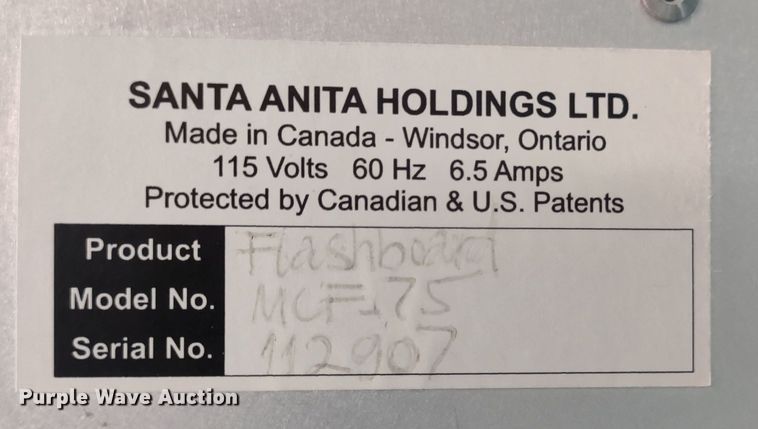 SANTA ANITA HOLDINGS LTD.
Made in Canada - Windsor, Ontario
115 Volts 60 Hz 6.5 Amps
Protected by Canadian & U.S. Patents
Product Flashboard
Model No. MCF-75
Serial No. 112907
Purple Wave Auction